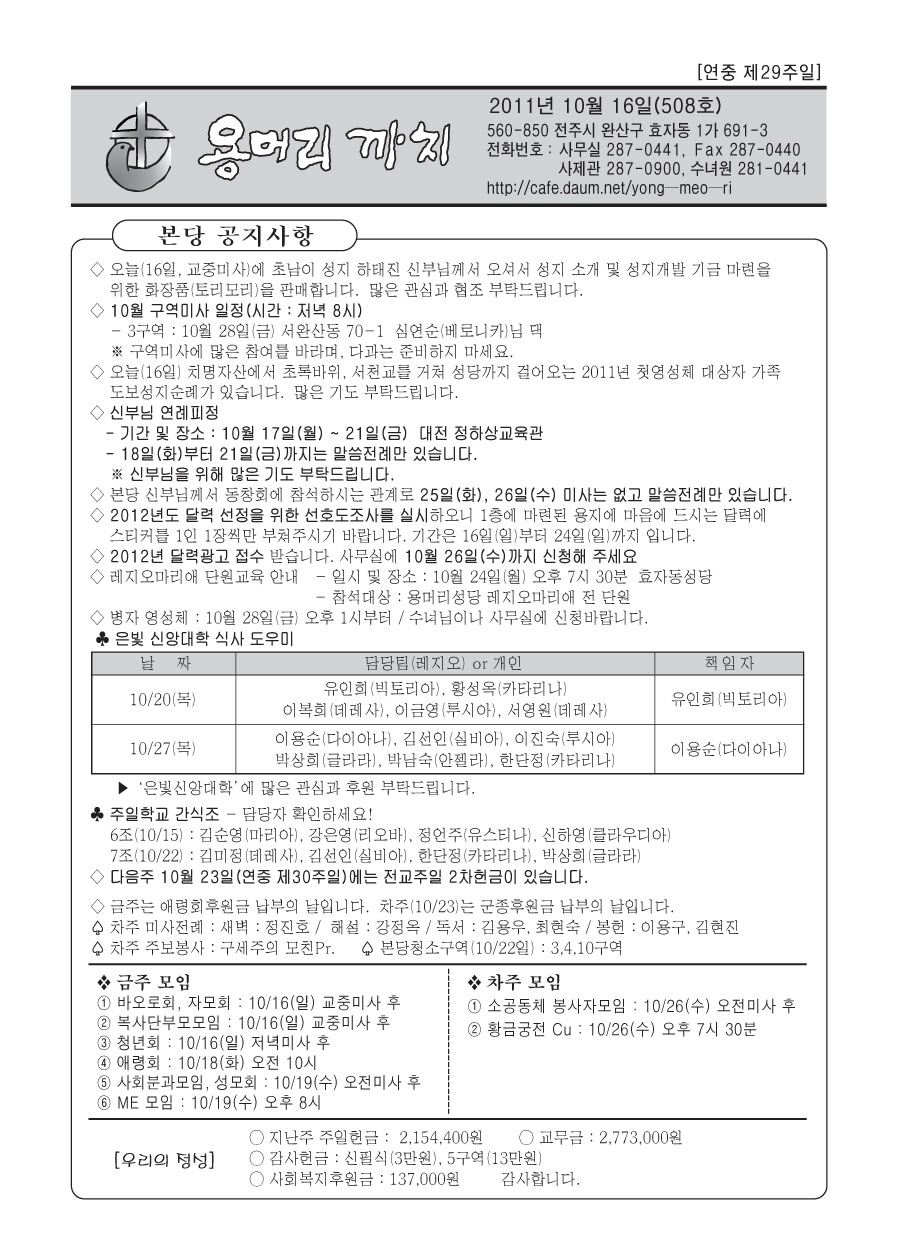 [연중 제29주일]
용머리 까치
2011년 10월 16일(508호)
560-850 전주시 완산구 효자동 1가 691-3
전화번호 : 사무실 287-0441, Fax 287-0440
사제관 287-0900, 수녀원 281-0441
http://cafe.daum.net/yong—meo—ri
본당 공지사항
◇ 오늘(16일, 교중미사)에 초남이 성지 하태진 신부님께서 오셔서 성지 소개 및 성지개발 기금 마련을
위한 화장품(토리모리)을 판매합니다. 많은 관심과 협조 부탁드립니다.
◇ 10월 구역미사 일정(시간 : 저녁 8시)
- 3구역 : 10월 28일(금) 서완산동 70-1 심연순(베로니카)님 댁
※ 구역미사에 많은 참여를 바라며, 다과는 준비하지 마세요.
◇ 오늘(16일) 치명자산에서 초록바위, 서천교를 거쳐 성당까지 걸어오는 2011년 첫영성체 대상자 가족
도보성지순례가 있습니다. 많은 기도 부탁드립니다.
◇ 신부님 연례피정
- 기간 및 장소 : 10월 17일(월) ~ 21일(금) 대전 정하상교육관
- 18일(화)부터 21일(금)까지는 말씀전례만 있습니다.
※ 신부님을 위해 많은 기도 부탁드립니다.
◇ 본당 신부님께서 동창회에 참석하시는 관계로 25일(화), 26일(수) 미사는 없고 말씀전례만 있습니다.
◇ 2012년도 달력 선정을 위한 선호도조사를 실시하오니 1층에 마련된 용지에 마음에 드시는 달력에
스티커를 1인 1장씩만 부쳐주시기 바랍니다. 기간은 16일(일)부터 24일(일)까지 입니다.
◇ 2012년 달력광고 접수 받습니다. 사무실에 10월 26일(수)까지 신청해 주세요
◇ 레지오마리애 단원교육 안내 - 일시 및 장소 : 10월 24일(월) 오후 7시 30분 효자동성당
- 참석대상 : 용머리성당 레지오마리애 전 단원
◇ 병자 영성체 : 10월 28일(금) 오후 1시부터 / 수녀님이나 사무실에 신청바랍니다.
♣ 은빛 신앙대학 식사 도우미
날 짜 담당팀(레지오) or 개인 책임자
10/20(목) 유인희(빅토리아), 황성옥(카타리나) 유인희(빅토리아)
이복희(데레사), 이금영(루시아), 서영원(데레사)
10/27(목) 이용순(다이아나), 김선인(실비아), 이진숙(루시아) 이용순(다이아나)
박상희(글라라), 박남숙(안젤라), 한단정(카타리나)
▶ ‘은빛신앙대학’에 많은 관심과 후원 부탁드립니다.
♣ 주일학교 간식조 - 담당자 확인하세요!
6조(10/15) : 김순영(마리아), 강은영(리오바), 정언주(유스티나), 신하영(클라우디아)
7조(10/22) : 김미정(데레사), 김선인(실비아), 한단정(카타리나), 박상희(글라라)
◇ 다음주 10월 23일(연중 제30주일)에는 전교주일 2차헌금이 있습니다.
◇ 금주는 애령회후원금 납부의 날입니다. 차주(10/23)는 군종후원금 납부의 날입니다.
♤ 차주 미사전례 : 새벽 : 정진호 / 해설 : 강정옥 / 독서 : 김용우, 최현숙 / 봉헌 : 이용구, 김현진
♤ 차주 주보봉사 : 구세주의 모친Pr. ♤ 본당청소구역(10/22일) : 3,4,10구역
❖ 금주 모임
① 바오로회, 자모회 : 10/16(일) 교중미사 후
② 복사단부모모임 : 10/16(일) 교중미사 후
③ 청년회 : 10/16(일) 저녁미사 후
④ 애령회 : 10/18(화) 오전 10시
⑤ 사회분과모임, 성모회 : 10/19(수) 오전미사 후
⑥ ME 모임 : 10/19(수) 오후 8시
❖ 차주 모임
① 소공동체 봉사자모임 : 10/26(수) 오전미사 후
② 황금궁전 Cu : 10/26(수) 오후 7시 30분
[우리의 정성]
○ 지난주 주일헌금 : 2,154,400원 ○ 교무금 : 2,773,000원
○ 감사헌금 : 신필식(3만원), 5구역(13만원)
○ 사회복지후원금 : 137,000원 감사합니다.